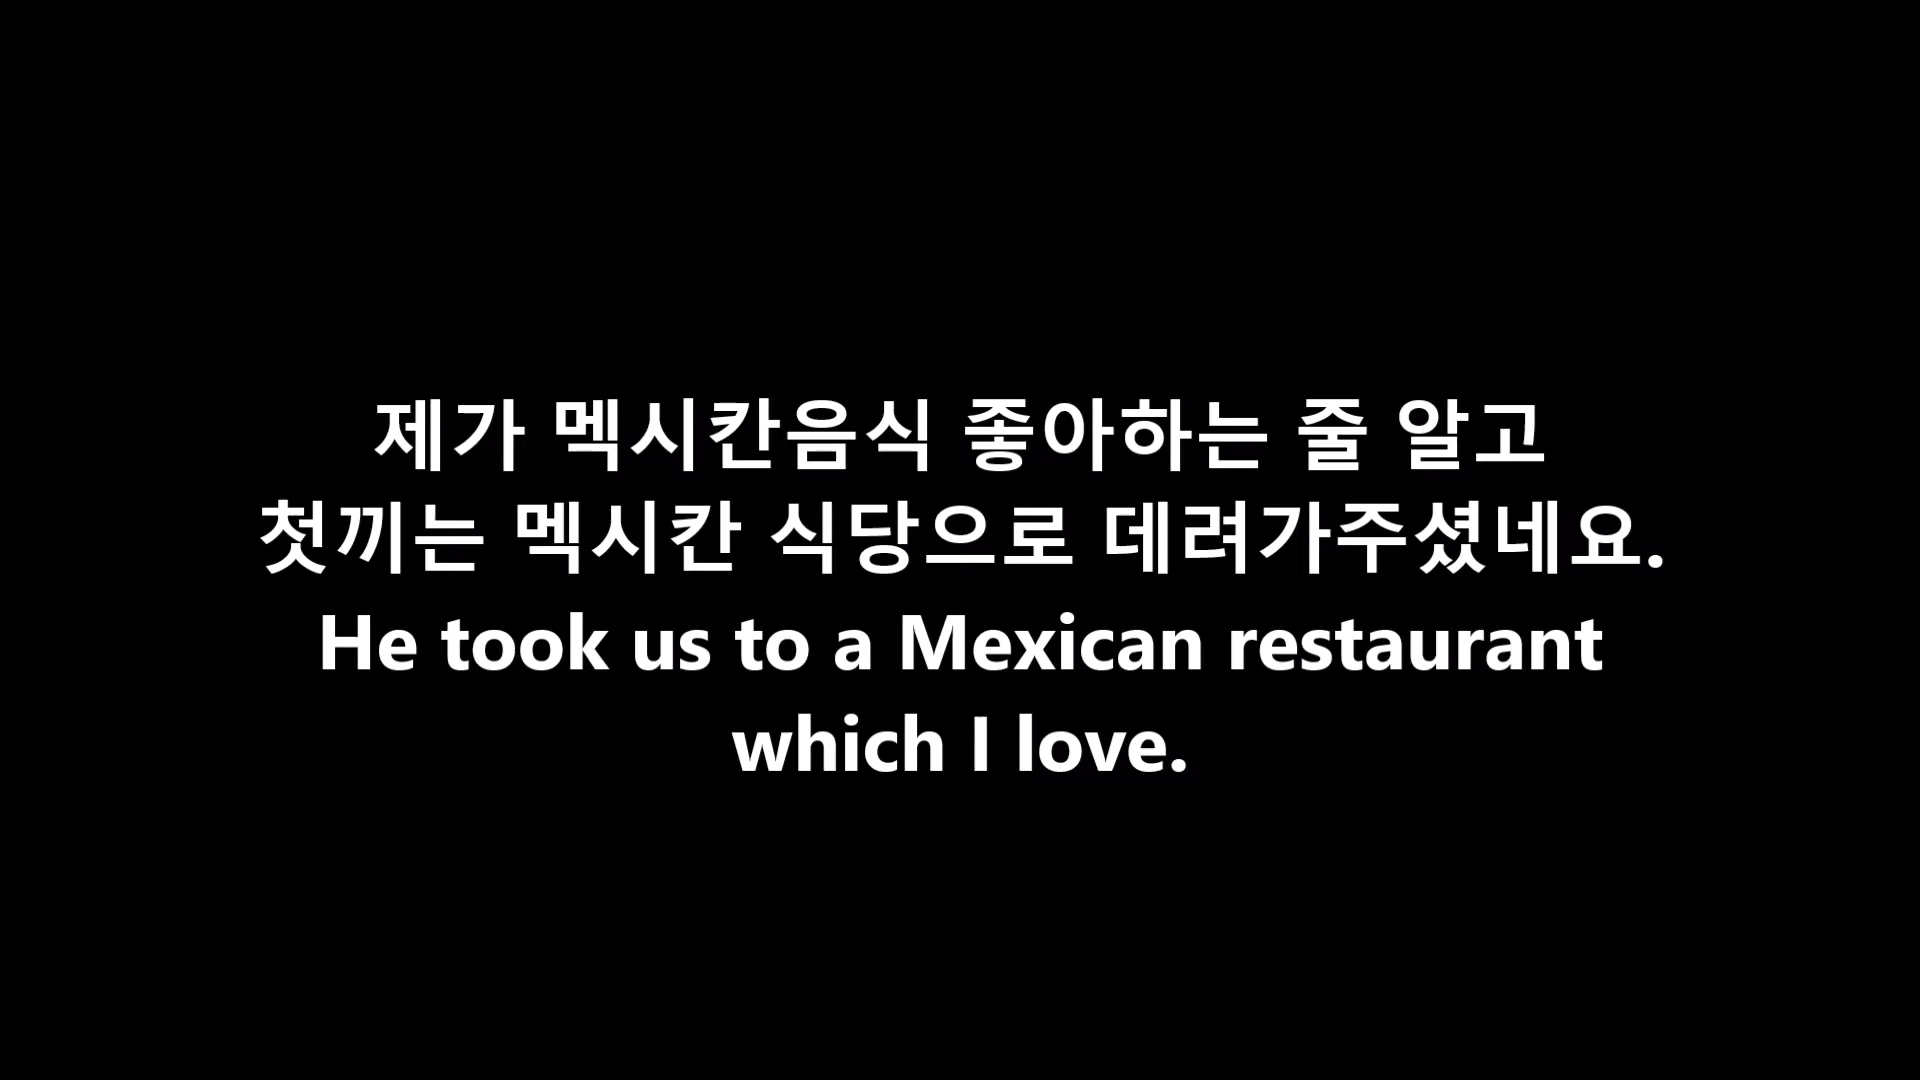 제가 멕시칸음식 좋아하는 줄 알고
첫끼는 멕시칸 식당으로 데려가주셨네요.
He took us to a Mexican restaurant
which I love.